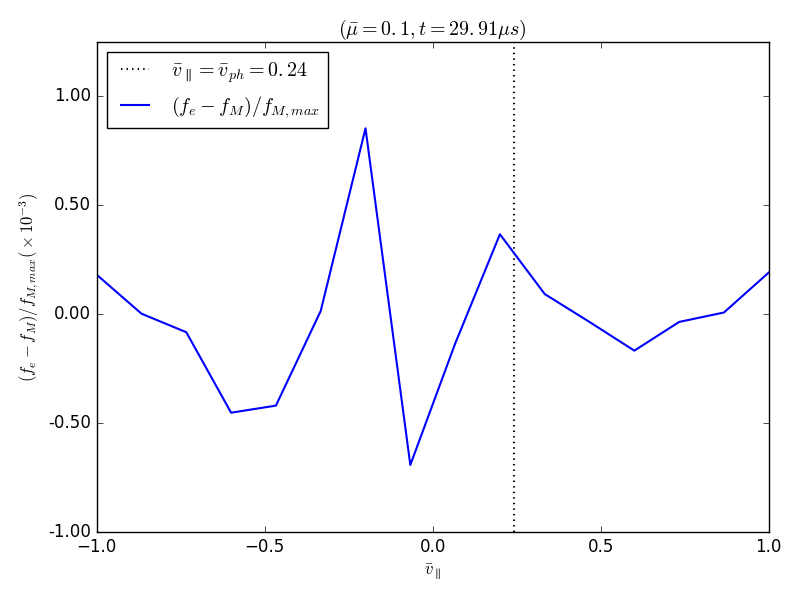 (μ̄ = 0.1, t = 29.91μs)
v̄∥ = v̄ph = 0.24
(fe − fM)/fM,max
1.00
0.50
0.00
-0.50
-1.00
(fe − fM)/fM,max(×10⁻³)
−1.0
−0.5
0.0
0.5
1.0
v̄∥